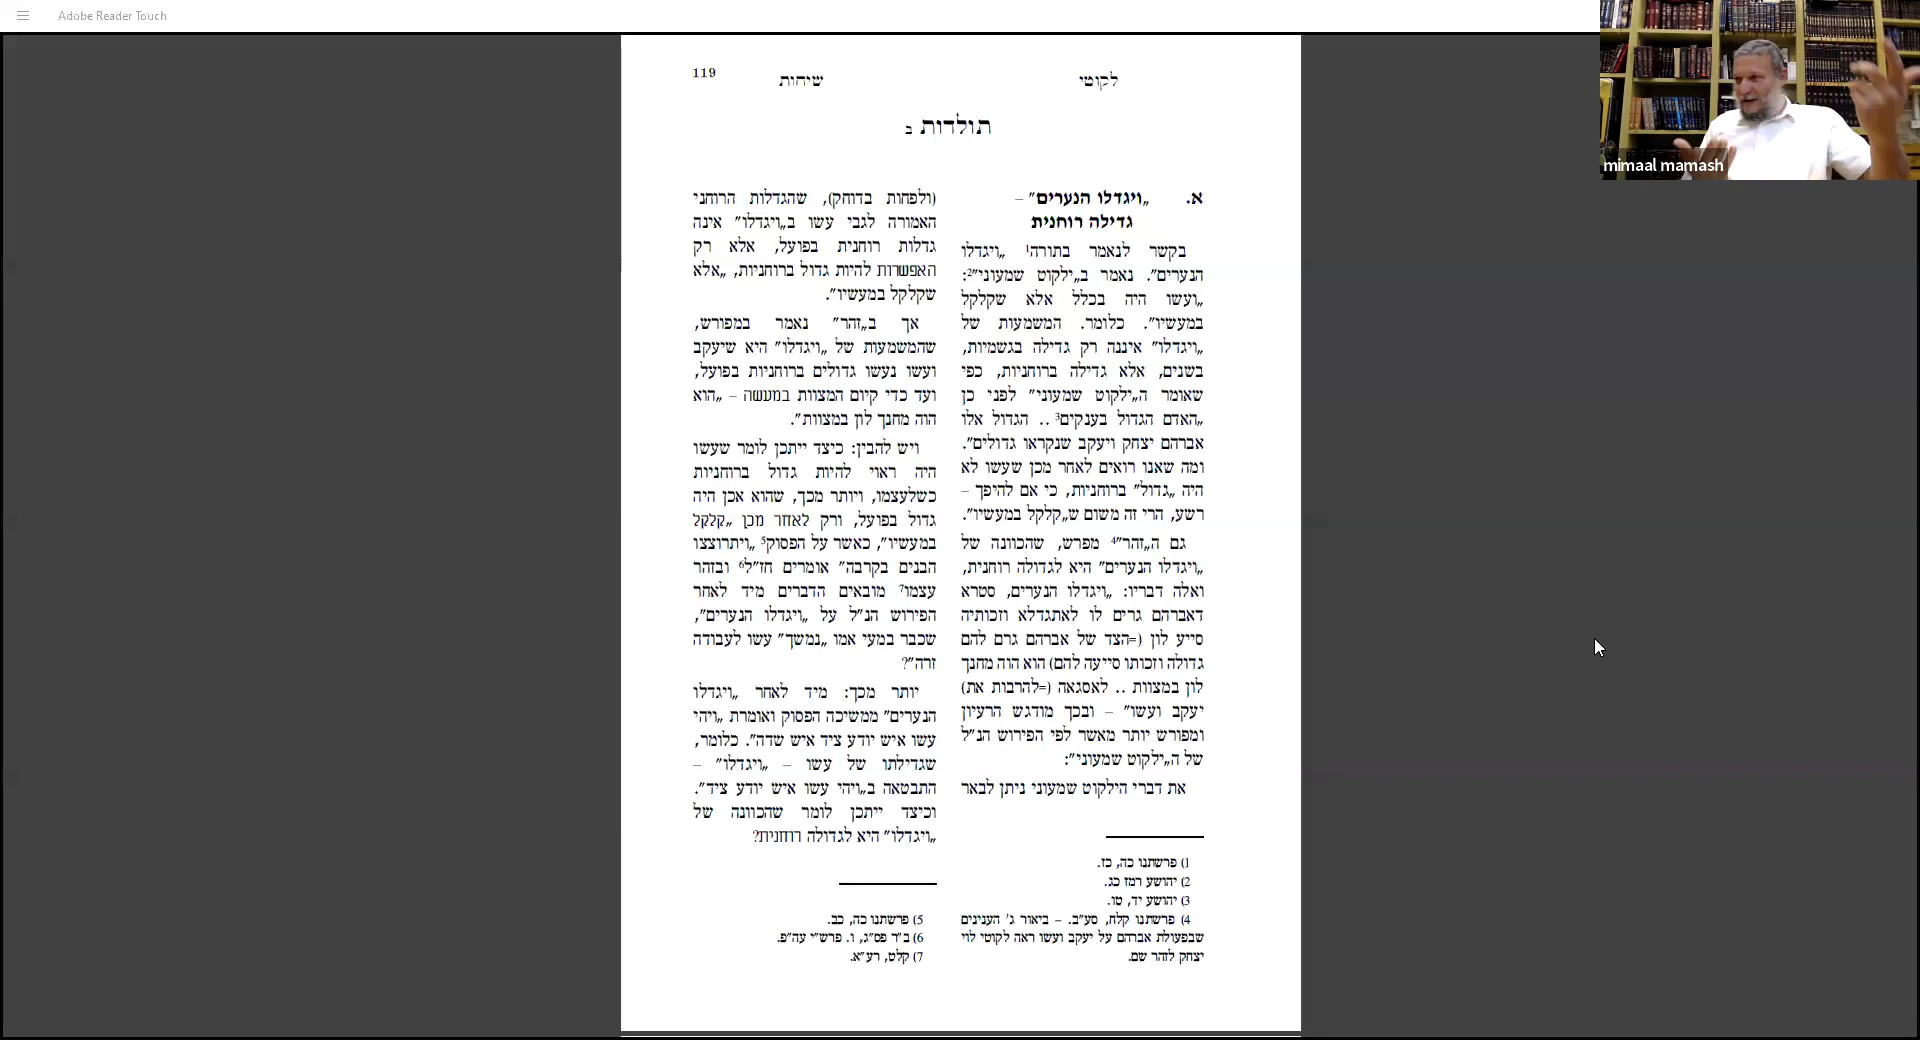 Adobe Reader Touch
mimaal mamash
119
לקוטי
שיחות
תולדות ב
א. „ויגדלו הנערים״ –
גדילה רוחנית
בקשר לנאמר בתורה1 „ויגדלו
הנערים״. נאמר ב„ילקוט שמעוני״2:
„ועשו היה בכלל אלא שקלקל
במעשיו״. כלומר. המשמעות של
„ויגדלו״ איננה רק גדילה בגשמיות,
בשנים, אלא גדילה ברוחניות, כפי
שאומר ה„ילקוט שמעוני״ לפני כן
„האדם הגדול בענקים3 .. הגדול אלו
אברהם יצחק ויעקב שנקראו גדולים״.
ומה שאנו רואים לאחר מכן שעשו לא
היה „גדול״ ברוחניות, כי אם להיפך –
רשע, הרי זה משום ש„קלקל במעשיו״.
גם ה„זהר״4 מפרש, שהכוונה של
„ויגדלו הנערים״ היא לגדולה רוחנית,
ואלה דבריו: „ויגדלו הנערים, סטרא
דאברהם גרים לו לאתגדלא וזכותיה
סייע לון (=הצד של אברהם גרם להם
גדולה וזכותו סייעה להם) הוא הוה מחנך
לון במצוות .. לאסגאה (=להרבות את)
יעקב ועשו״ – ובכך מודגש הרעיון
ומפורש יותר מאשר לפי הפירוש הנ״ל
של ה„ילקוט שמעוני״:
את דברי הילקוט שמעוני ניתן לבאר
1) פרשתנו כה, כז.
2) יהושע רמז כג.
3) יהושע יד, טו.
4) פרשתנו קלח, סע״ב. – ביאור ג׳ הענינים
שבפעולת אברהם על יעקב ועשו ראה לקוטי לוי
יצחק לזהר שם.
(ולפחות בדוחק), שהגדלות הרוחני
האמורה לגבי עשו ב„ויגדלו״ אינה
גדלות רוחנית בפועל, אלא רק
האפשרות להיות גדול ברוחניות, „אלא
שקלקל במעשיו״.
אך ב„זהר״ נאמר במפורש,
שהמשמעות של „ויגדלו״ היא שיעקב
ועשו נעשו גדולים ברוחניות בפועל,
ועד כדי קיום המצוות במעשה – „הוא
הוה מחנך לון במצוות״.
ויש להבין: כיצד ייתכן לומר שעשו
היה ראוי להיות גדול ברוחניות
כשלעצמו, ויותר מכך, שהוא אכן היה
גדול בפועל, ורק לאחר מכן „קלקל
במעשיו״, כאשר על הפסוק5 „ויתרוצצו
הבנים בקרבה״ אומרים חז״ל6 ובזהר
עצמו7 מובאים הדברים מיד לאחר
הפירוש הנ״ל על „ויגדלו הנערים״,
שכבר במעי אמו „נמשך״ עשו לעבודה
זרה״?
יותר מכך: מיד לאחר „ויגדלו
הנערים״ ממשיכה הפסוק ואומרת „ויהי
עשו איש יודע ציד איש שדה״. כלומר,
שגדילתו של עשו – „ויגדלו״ –
התבטאה ב„ויהי עשו איש יודע ציד״.
וכיצד ייתכן לומר שהכוונה של
„ויגדלו״ היא לגדולה רוחנית?
5) פרשתנו כה, כב.
6) ב״ר פס״ג, ו. פרש״י עה״פ.
7) קלט, רע״א.